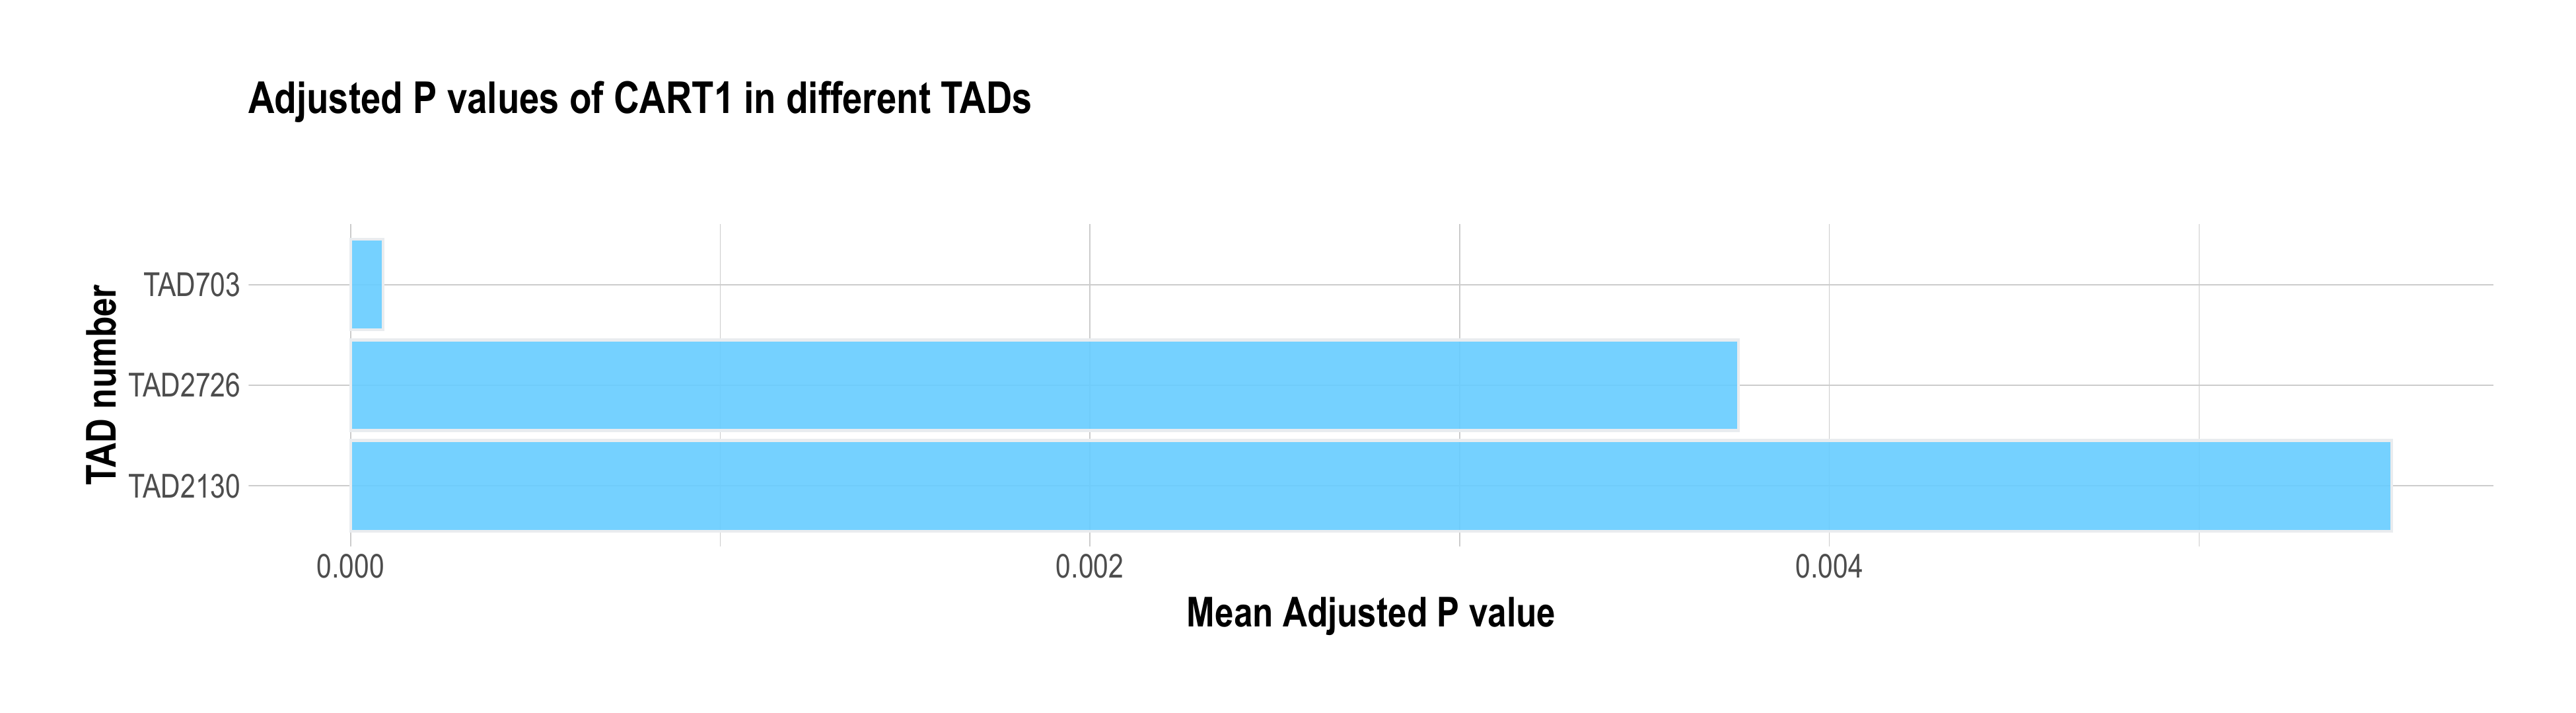 Adjusted P values of CART1 in different TADs
TAD number
TAD703
TAD2726
TAD2130
0.000
0.002
0.004
Mean Adjusted P value